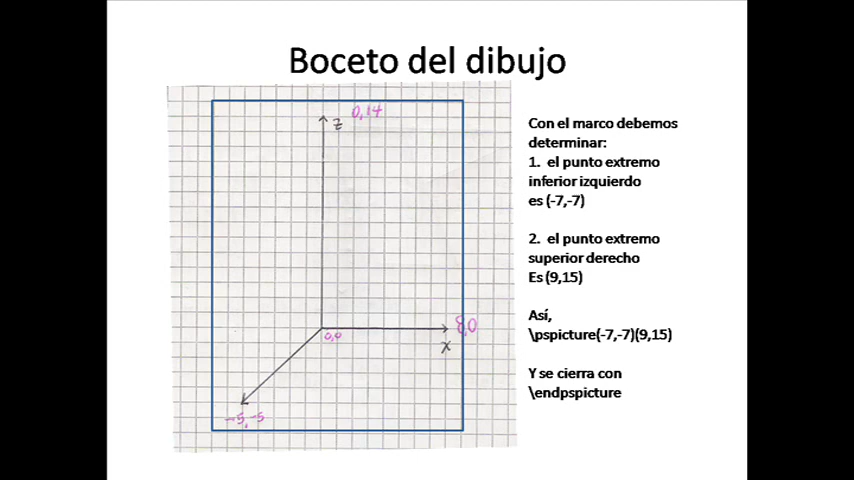 Boceto del dibujo
0,14
z
8,0
0,0
x
-5,-5
Con el marco debemos
determinar:
1. el punto extremo
inferior izquierdo
es (-7,-7)
2. el punto extremo
superior derecho
Es (9,15)
Así,
\pspicture(-7,-7)(9,15)
Y se cierra con
\endpspicture